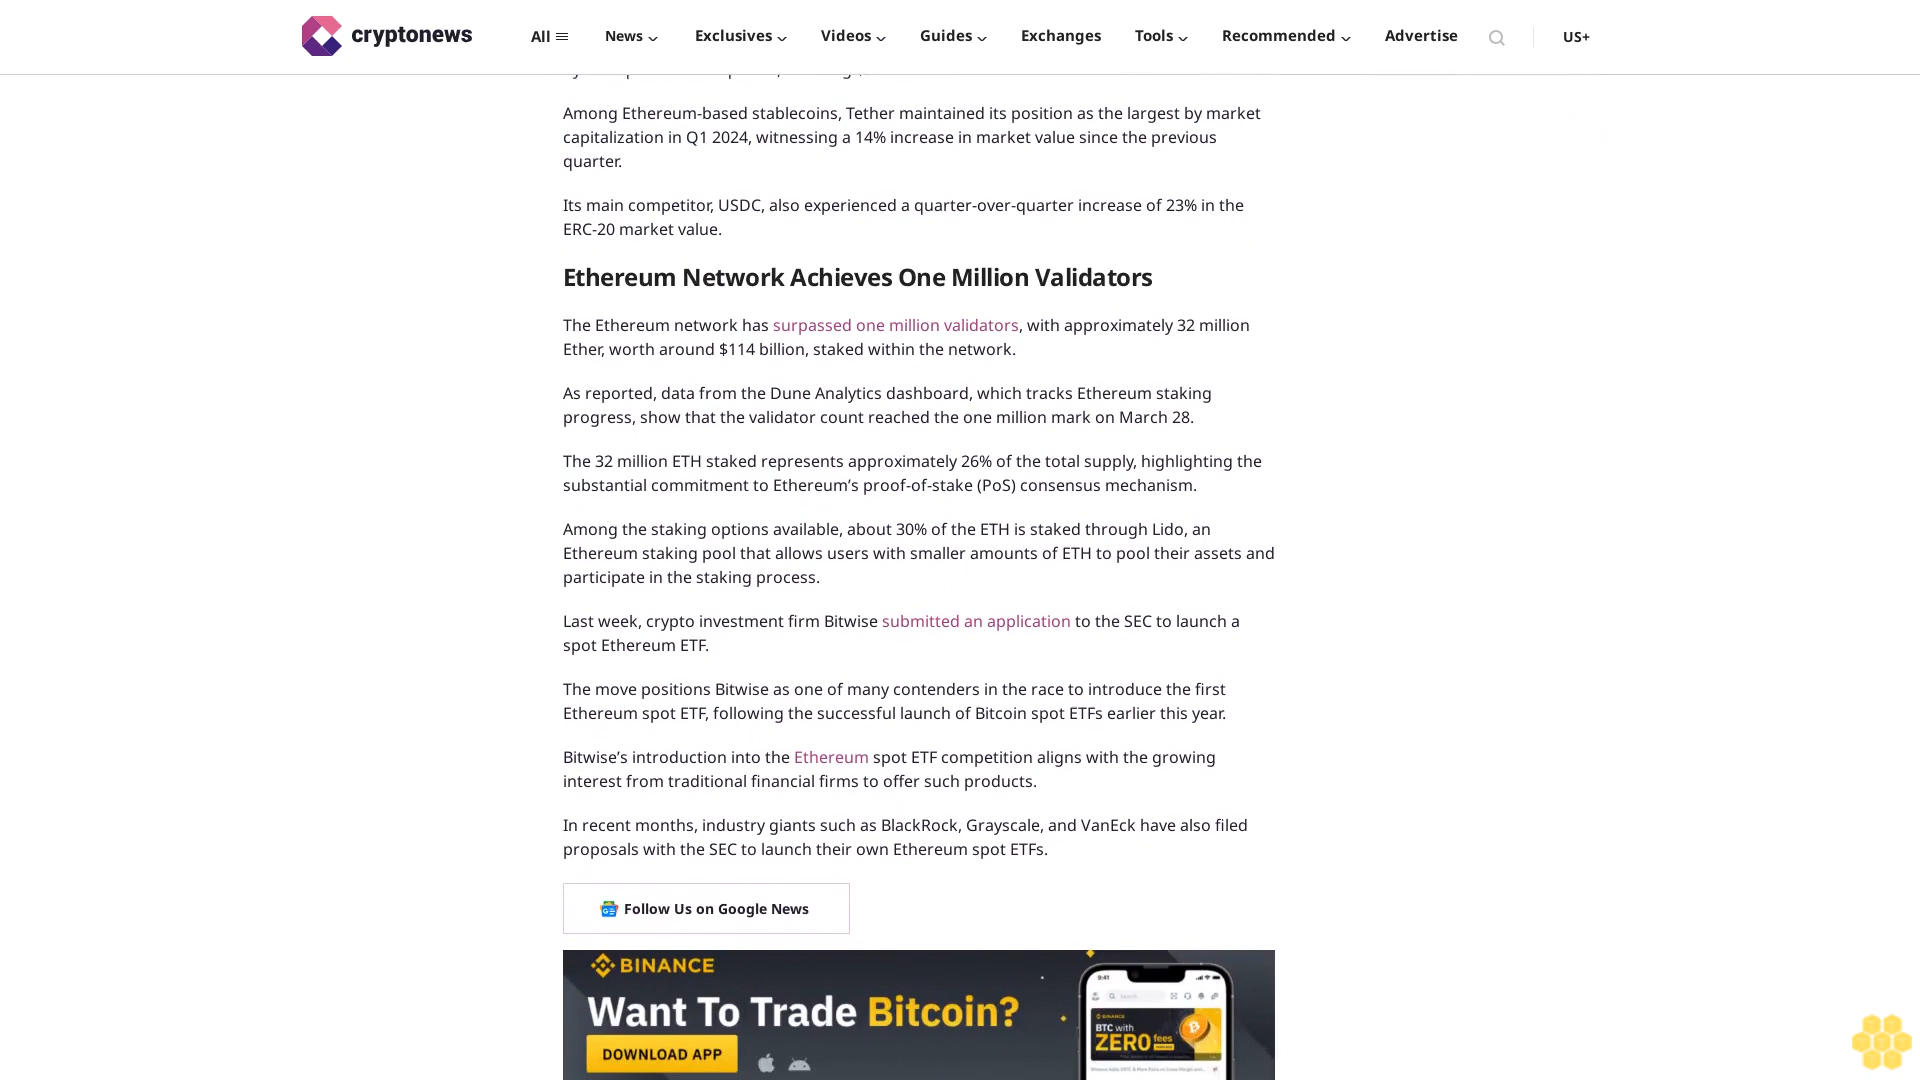 cryptonews
All
News
Exclusives
Videos
Guides
Exchanges
Tools
Recommended
Advertise
US+
Among Ethereum-based stablecoins, Tether maintained its position as the largest by market
capitalization in Q1 2024, witnessing a 14% increase in market value since the previous
quarter.
Its main competitor, USDC, also experienced a quarter-over-quarter increase of 23% in the
ERC-20 market value.
Ethereum Network Achieves One Million Validators
The Ethereum network has surpassed one million validators, with approximately 32 million
Ether, worth around $114 billion, staked within the network.
As reported, data from the Dune Analytics dashboard, which tracks Ethereum staking
progress, show that the validator count reached the one million mark on March 28.
The 32 million ETH staked represents approximately 26% of the total supply, highlighting the
substantial commitment to Ethereum’s proof-of-stake (PoS) consensus mechanism.
Among the staking options available, about 30% of the ETH is staked through Lido, an
Ethereum staking pool that allows users with smaller amounts of ETH to pool their assets and
participate in the staking process.
Last week, crypto investment firm Bitwise submitted an application to the SEC to launch a
spot Ethereum ETF.
The move positions Bitwise as one of many contenders in the race to introduce the first
Ethereum spot ETF, following the successful launch of Bitcoin spot ETFs earlier this year.
Bitwise’s introduction into the Ethereum spot ETF competition aligns with the growing
interest from traditional financial firms to offer such products.
In recent months, industry giants such as BlackRock, Grayscale, and VanEck have also filed
proposals with the SEC to launch their own Ethereum spot ETFs.
Follow Us on Google News
BINANCE
Want To Trade Bitcoin?
DOWNLOAD APP
9:41
Search
BINANCE
BTC with
ZERO fees